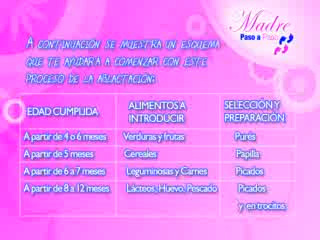 Madre
Paso a Paso
A CONTINUACIÓN SE MUESTRA UN ESQUEMA
QUE TE AYUDARÁ A COMENZAR CON ESTE
PROCESO DE LA ABLACTACIÓN:
EDAD CUMPLIDA
ALIMENTOS A INTRODUCIR
SELECCIÓN Y PREPARACIÓN
A partir de 4 o 6 meses Verduras y frutas Purés
A partir de 5 meses Cereales Papilla
A partir de 6 a 7 meses Leguminosas y Carnes Picados
A partir de 8 a 12 meses Lácteos, Huevo, Pescado Picados
y en trocitos